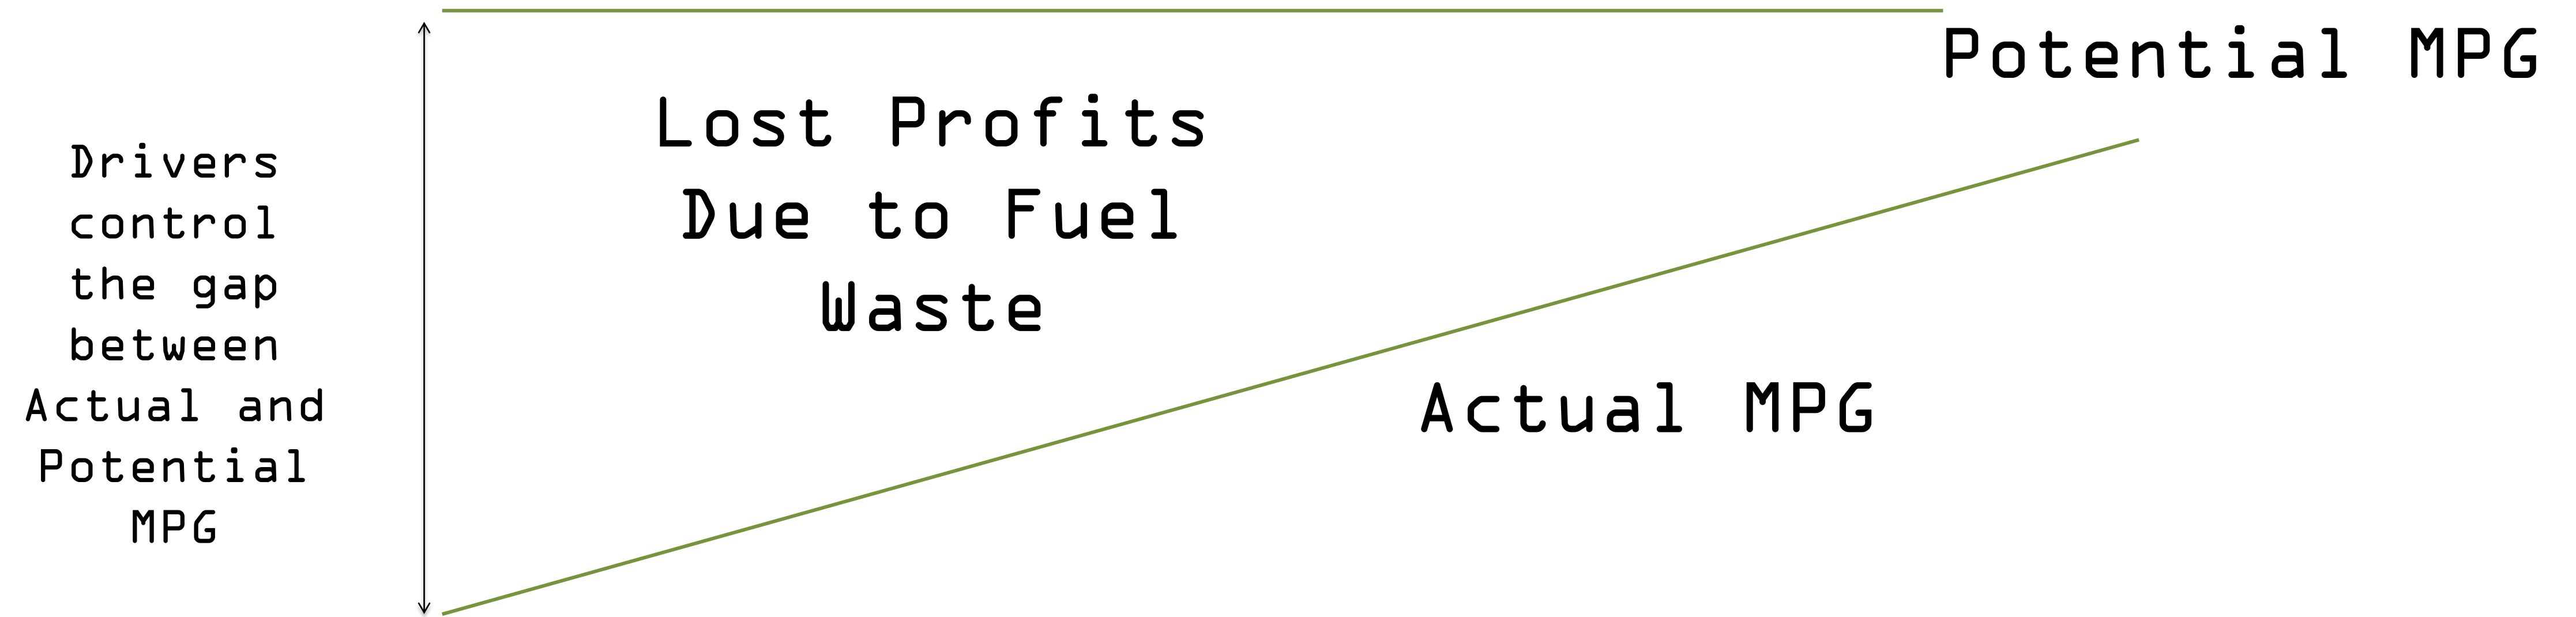 Potential MPG
Lost Profits
Due to Fuel
Waste
Drivers
control
the gap
between
Actual and
Potential
MPG
Actual MPG